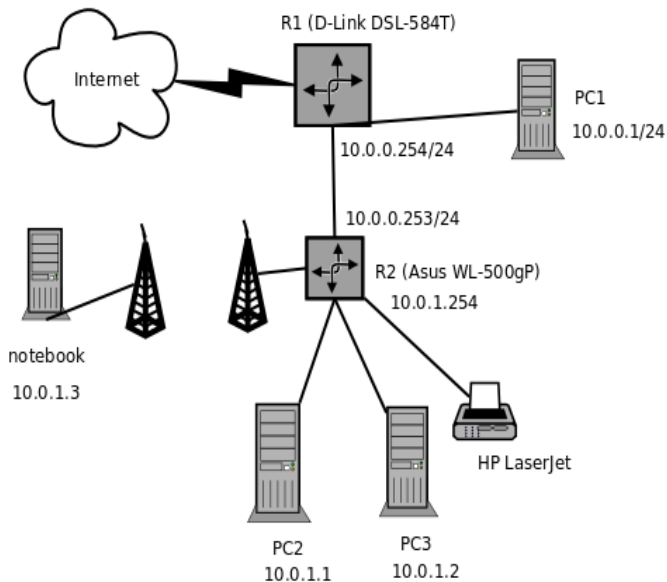 R1 (D-Link DSL-584T)
Internet
PC1
10.0.0.1/24
10.0.0.254/24
10.0.0.253/24
R2 (Asus WL-500gP)
10.0.1.254
notebook
10.0.1.3
HP LaserJet
PC2
10.0.1.1
PC3
10.0.1.2